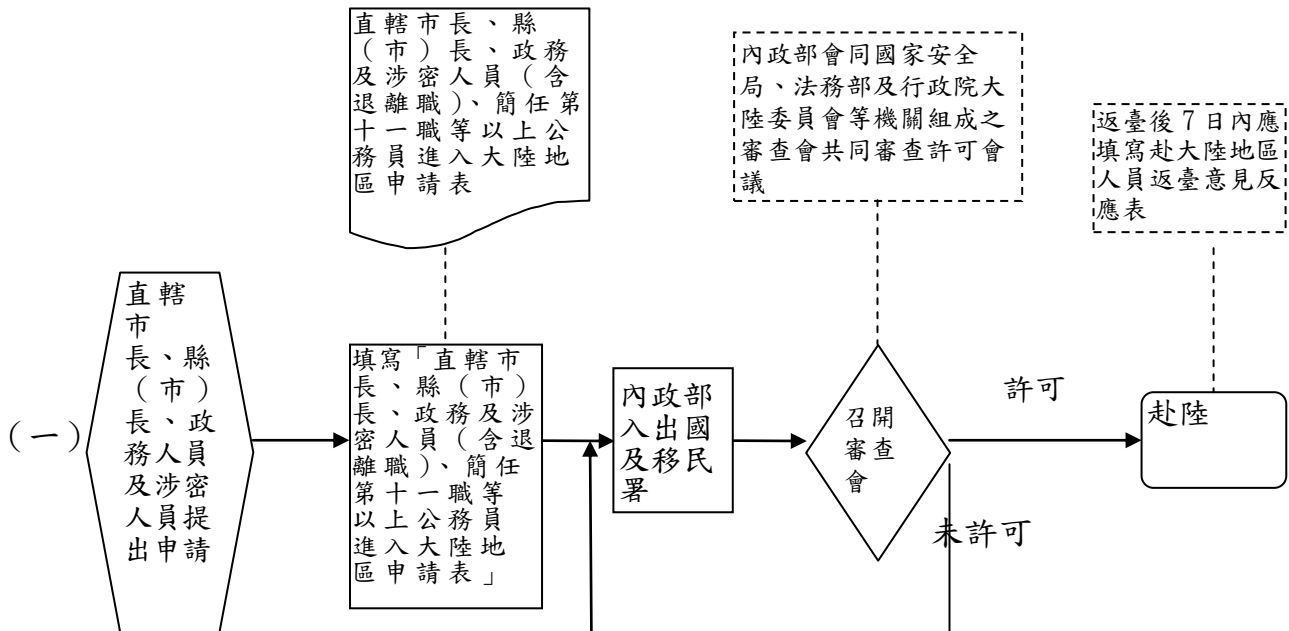 直轄市長、縣
（市）長、政務
及涉密人員（含
退離職）、簡任第
十一職等以上公
務員進入大陸地
區申請表
內政部會同國家安全
局、法務部及行政院大
陸委員會等機關組成之
審查會共同審查許可會
議
返臺後7日內應
填寫赴大陸地區
人員返臺意見反
應表
（一）
直轄
市
長、縣
（市）
長、政
務人員
及涉密
人員提
出申請
填寫「直轄市
長、縣（市）
長、政務及涉
密人員（含退
離職）、簡任
第十一職等
以上公務員
進入大陸地
區申請表」
內政部
入出國
及移民
署
召開
審查
會
許可
未許可
赴陸